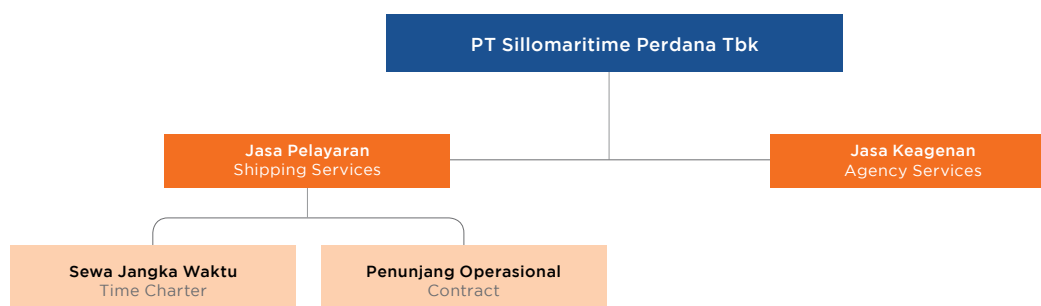 PT Sillomaritime Perdana Tbk
Jasa Pelayaran
Shipping Services
Jasa Keagenan
Agency Services
Sewa Jangka Waktu
Time Charter
Penunjang Operasional
Contract